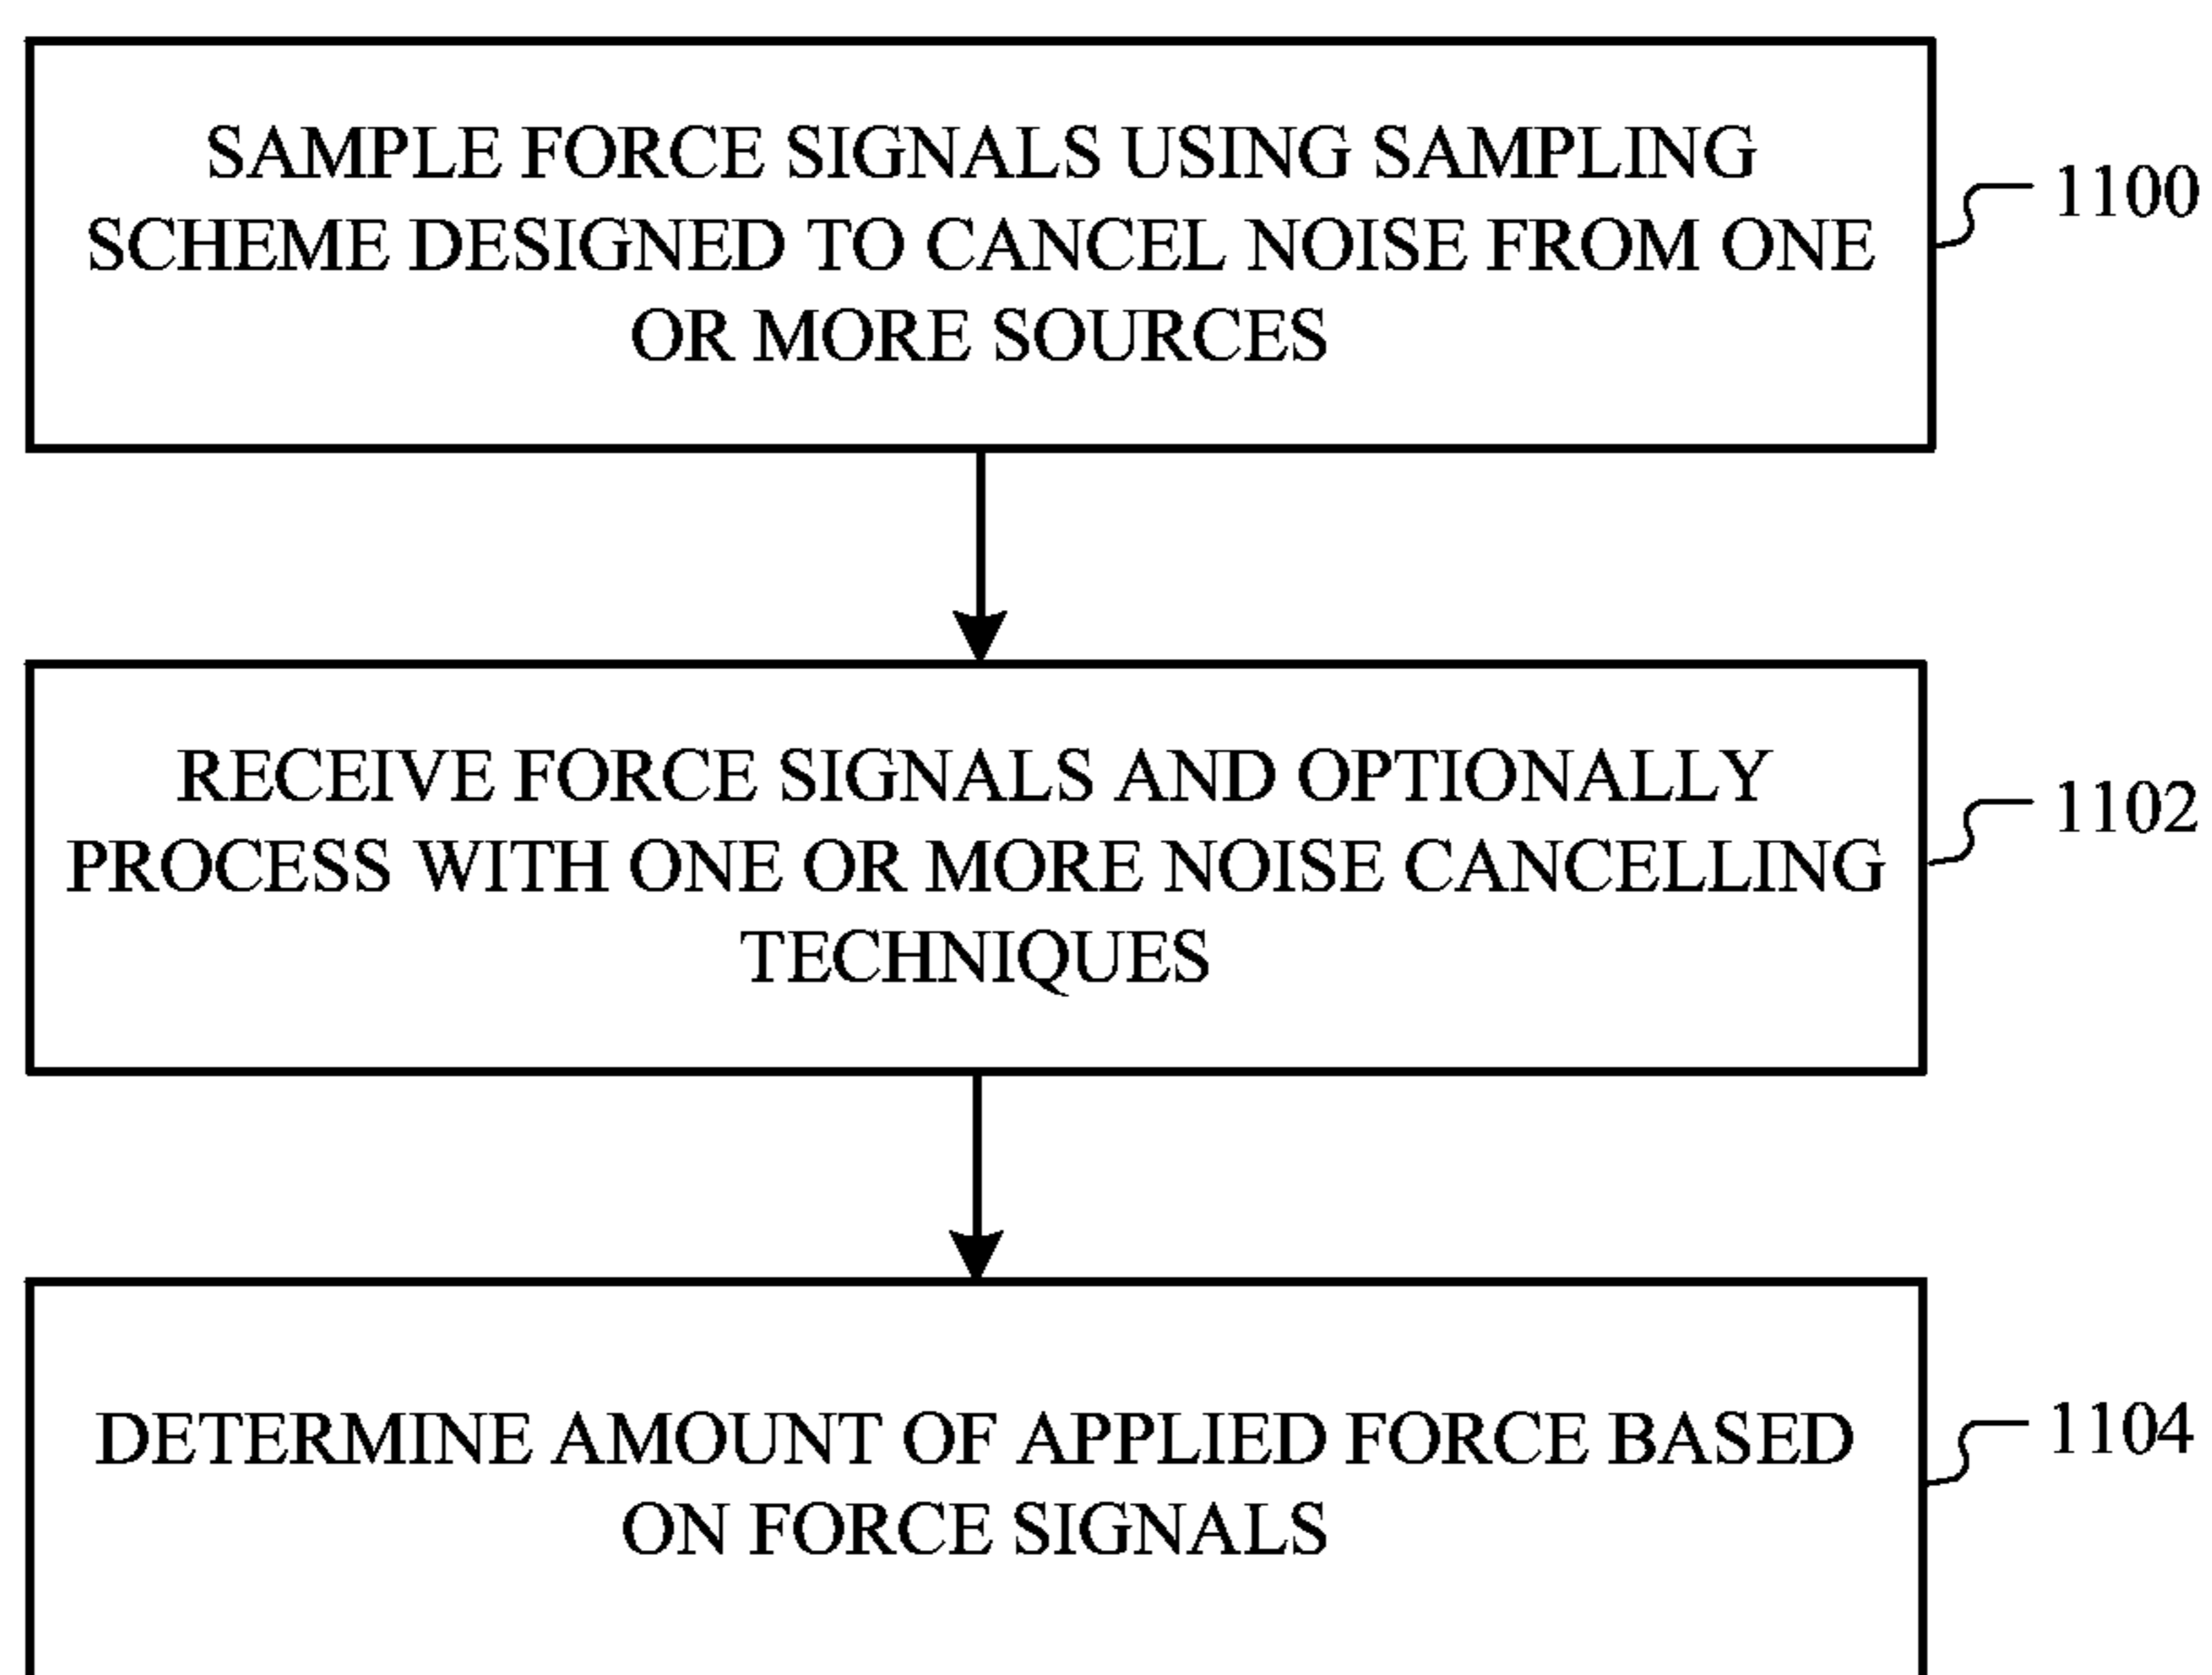 SAMPLE FORCE SIGNALS USING SAMPLING
SCHEME DESIGNED TO CANCEL NOISE FROM ONE
OR MORE SOURCES
1100
RECEIVE FORCE SIGNALS AND OPTIONALLY
PROCESS WITH ONE OR MORE NOISE CANCELLING
TECHNIQUES
1102
DETERMINE AMOUNT OF APPLIED FORCE BASED
ON FORCE SIGNALS
1104